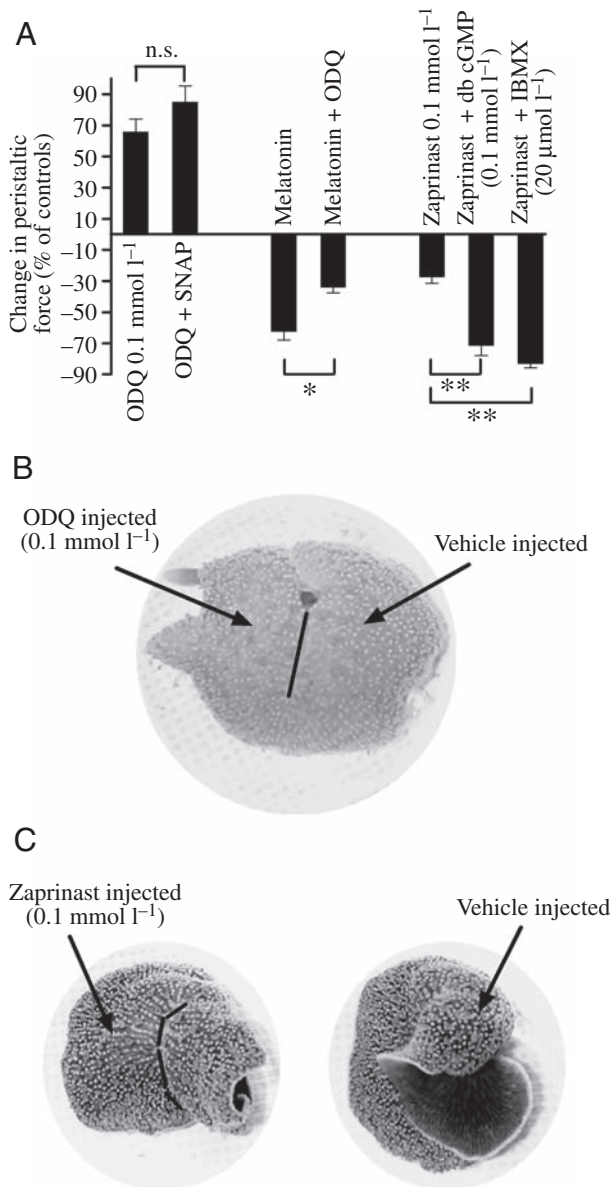 A
n.s.
Change in peristaltic
force (% of controls)
90
70
50
30
10
−10
−30
−50
−70
−90
ODQ 0.1 mmol l⁻¹
ODQ + SNAP
Melatonin
Melatonin + ODQ
*
Zaprinast 0.1 mmol l⁻¹
Zaprinast + db cGMP
(0.1 mmol l⁻¹)
Zaprinast + IBMX
(20 μmol l⁻¹)
**
**
B
ODQ injected
(0.1 mmol l⁻¹)
Vehicle injected
C
Zaprinast injected
(0.1 mmol l⁻¹)
Vehicle injected